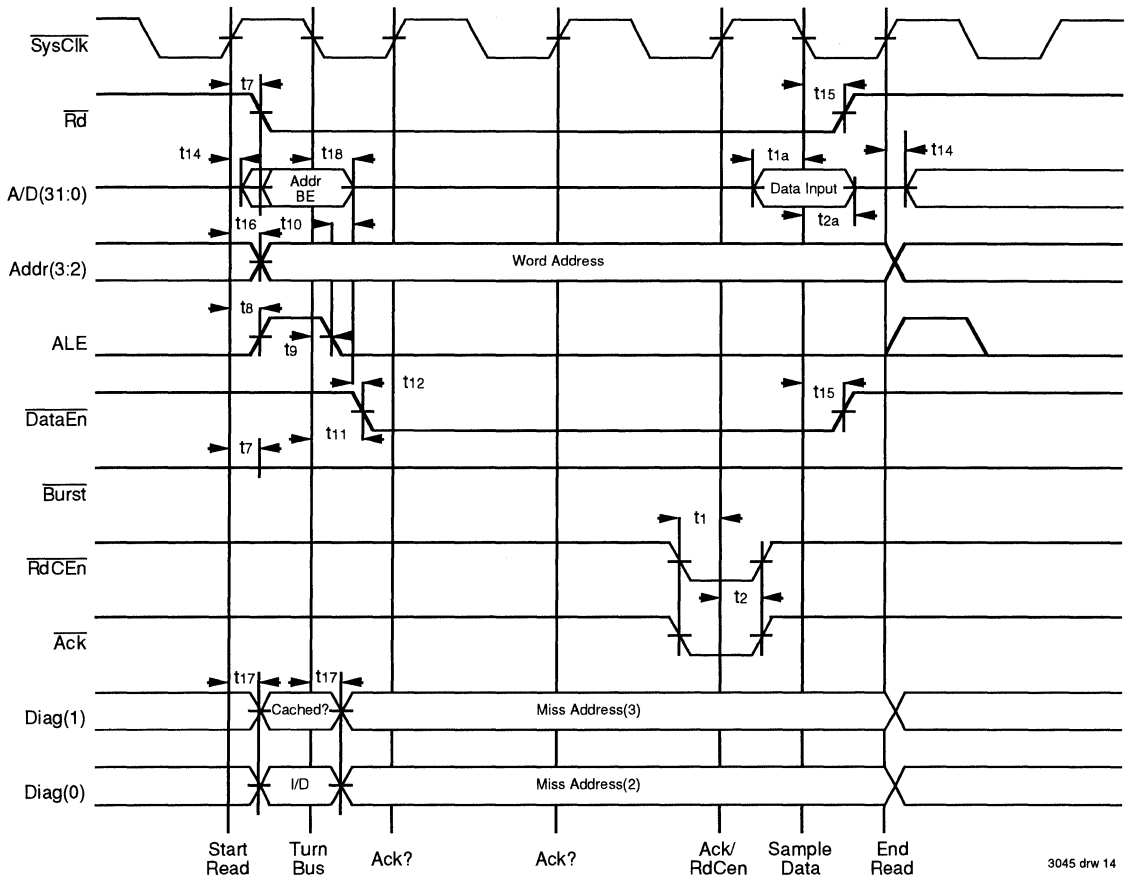 SysClk
t7
t15
Rd
t14
t18
t1a
t14
A/D(31:0)
Addr
BE
Data Input
t16
t10
t2a
Addr(3:2)
Word Address
t8
ALE
t9
t12
t15
DataEn
t11
t7
Burst
t1
RdCEn
t2
Ack
t17
t17
Diag(1)
Cached?
Miss Address(3)
Diag(0)
I/D
Miss Address(2)
Start
Read
Turn
Bus
Ack?
Ack?
Ack/
RdCen
Sample
Data
End
Read
3045 drw 14